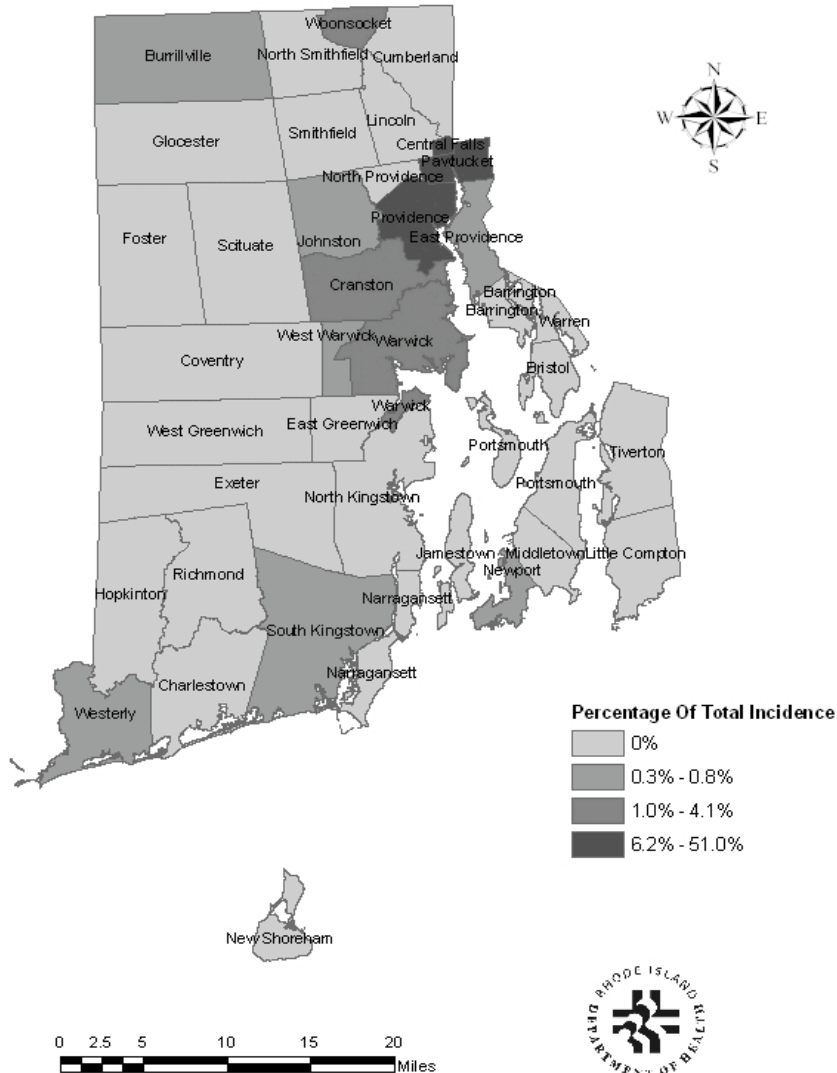 Woonsocket
Burrillville
North Smithfield
Cumberland
N
W E
S
Lincoln
Glocester
Smithfield
Central Falls
Pawtucket
North Providence
Providence
Foster
Scituate
Johnston
East Providence
Cranston
Barrington
Barrington
Warren
West Warwick
Warwick
Coventry
Bristol
Warwick
East Greenwich
West Greenwich
Portsmouth
Tiverton
Exeter
Portsmouth
North Kingstown
Jamestown
Middletown
Little Compton
Newport
Richmond
Hopkinton
Narragansett
South Kingstown
Narragansett
Charlestown
Westerly
Percentage Of Total Incidence
0%
0.3% - 0.8%
1.0% - 4.1%
6.2% - 51.0%
New Shoreham
RHODE ISLAND
DEPARTMENT OF HEALTH
0 2.5 5 10 15 20
Miles